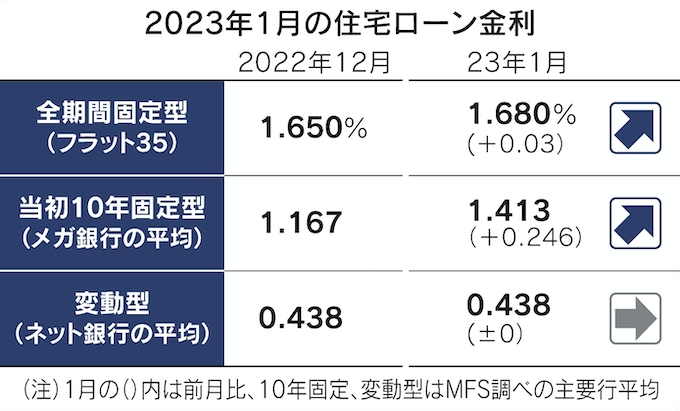 2023年1月の住宅ローン金利
2022年12月 23年1月
全期間固定型
(フラット35)
1.650% 1.680%
(+0.03)
当初10年固定型
(メガ銀行の平均)
1.167 1.413
(+0.246)
変動型
(ネット銀行の平均)
0.438 0.438
(±0)
(注)1月の()内は前月比、10年固定、変動型はMFS調べの主要行平均